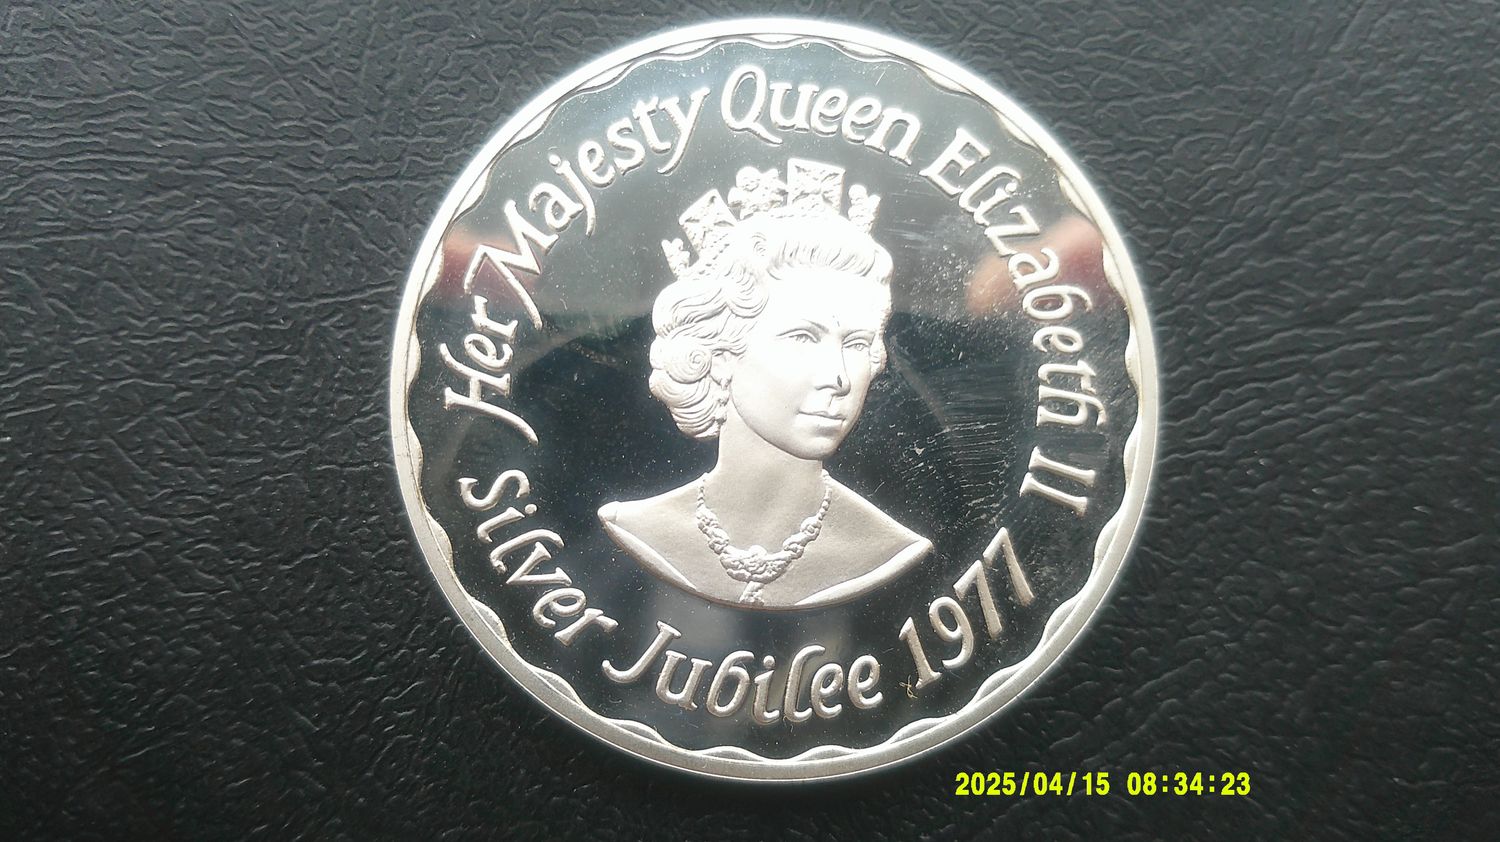 Her Majesty Queen Elizabeth II
Silver Jubilee 1977
2025/04/15 08:34:23